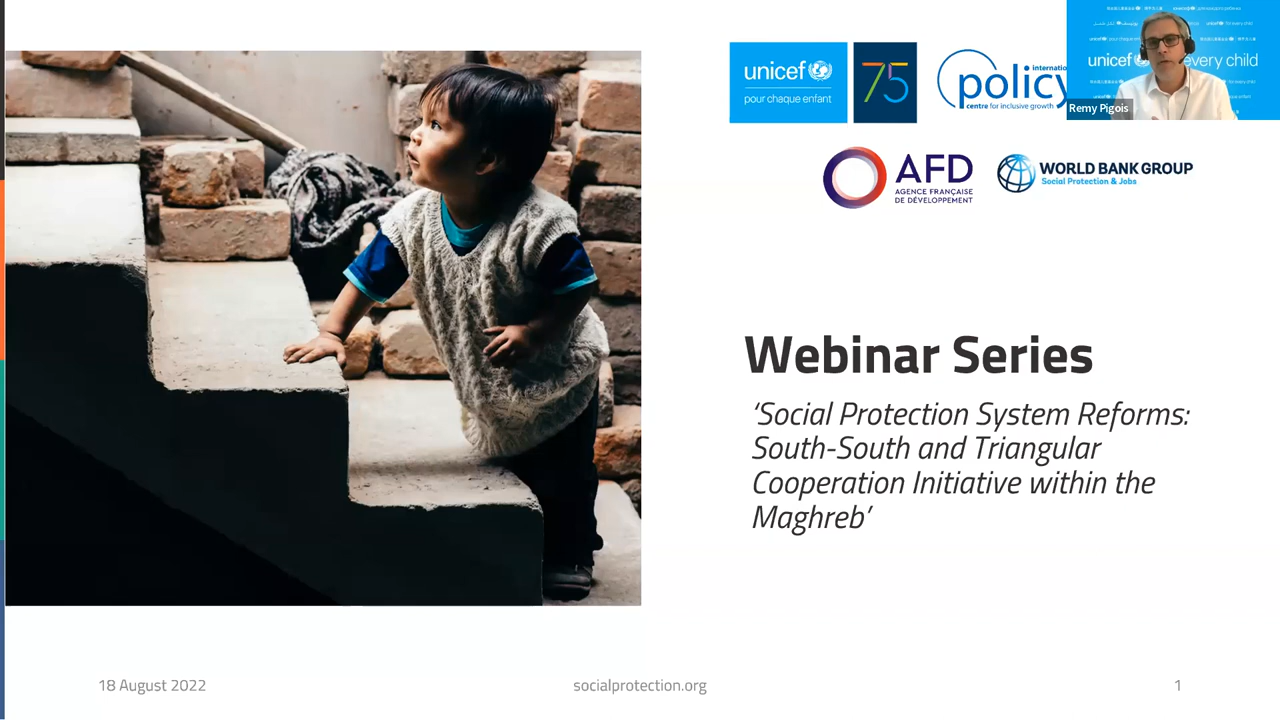 unicef
pour chaque enfant
75
internatio
policy
centre for inclusive growth
unicef
every child
Remy Pigois
AFD
AGENCE FRANÇAISE
DE DÉVELOPPEMENT
WORLD BANK GROUP
Social Protection & Jobs
Webinar Series
‘Social Protection System Reforms:
South-South and Triangular
Cooperation Initiative within the
Maghreb’
18 August 2022
socialprotection.org
1